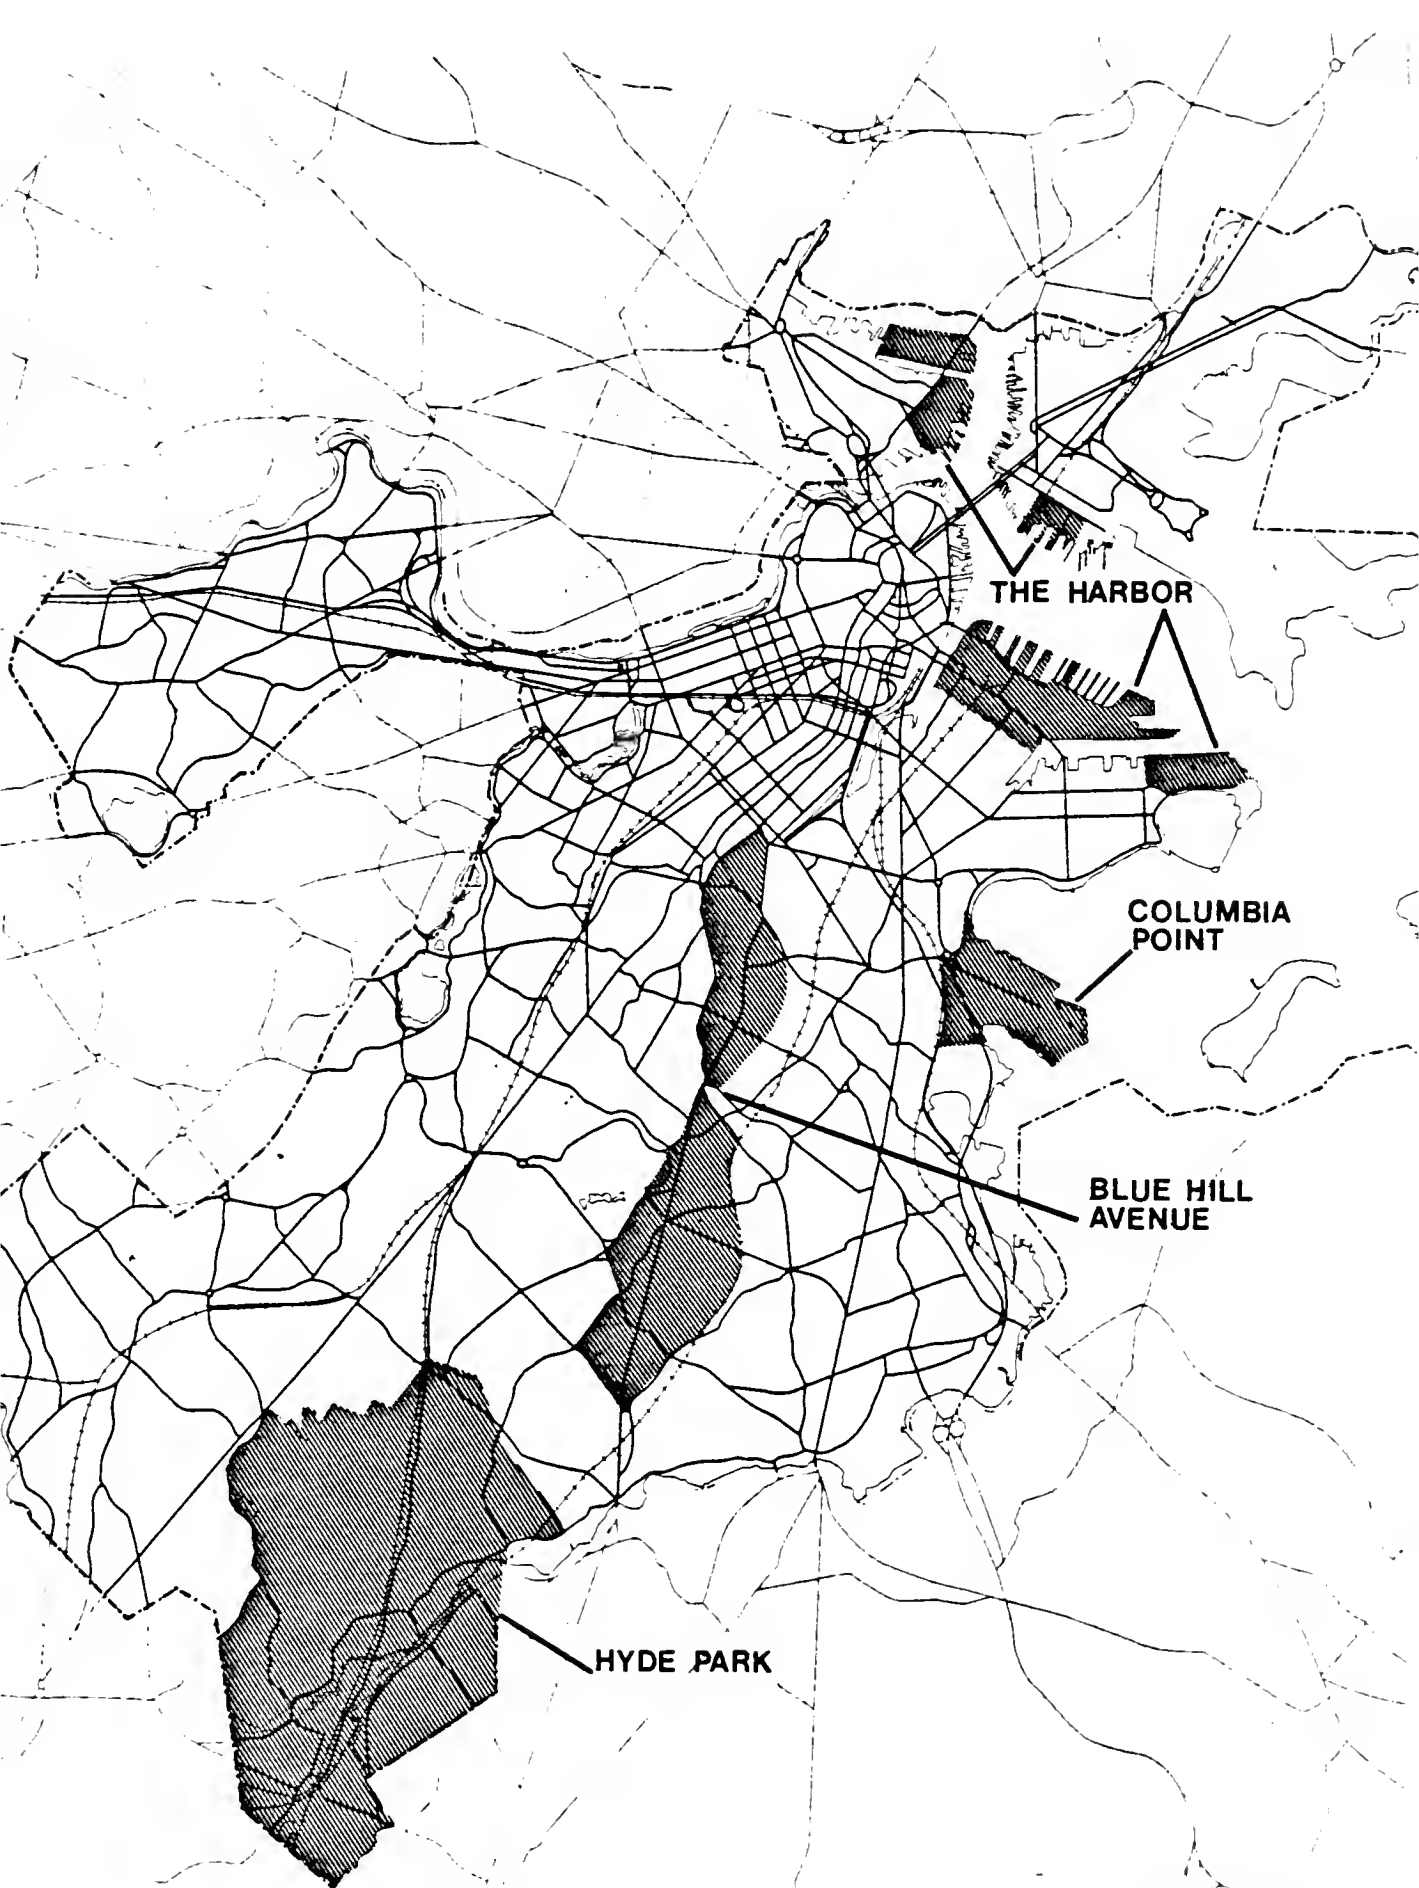 THE HARBOR
COLUMBIA
POINT
BLUE HILL
AVENUE
HYDE PARK